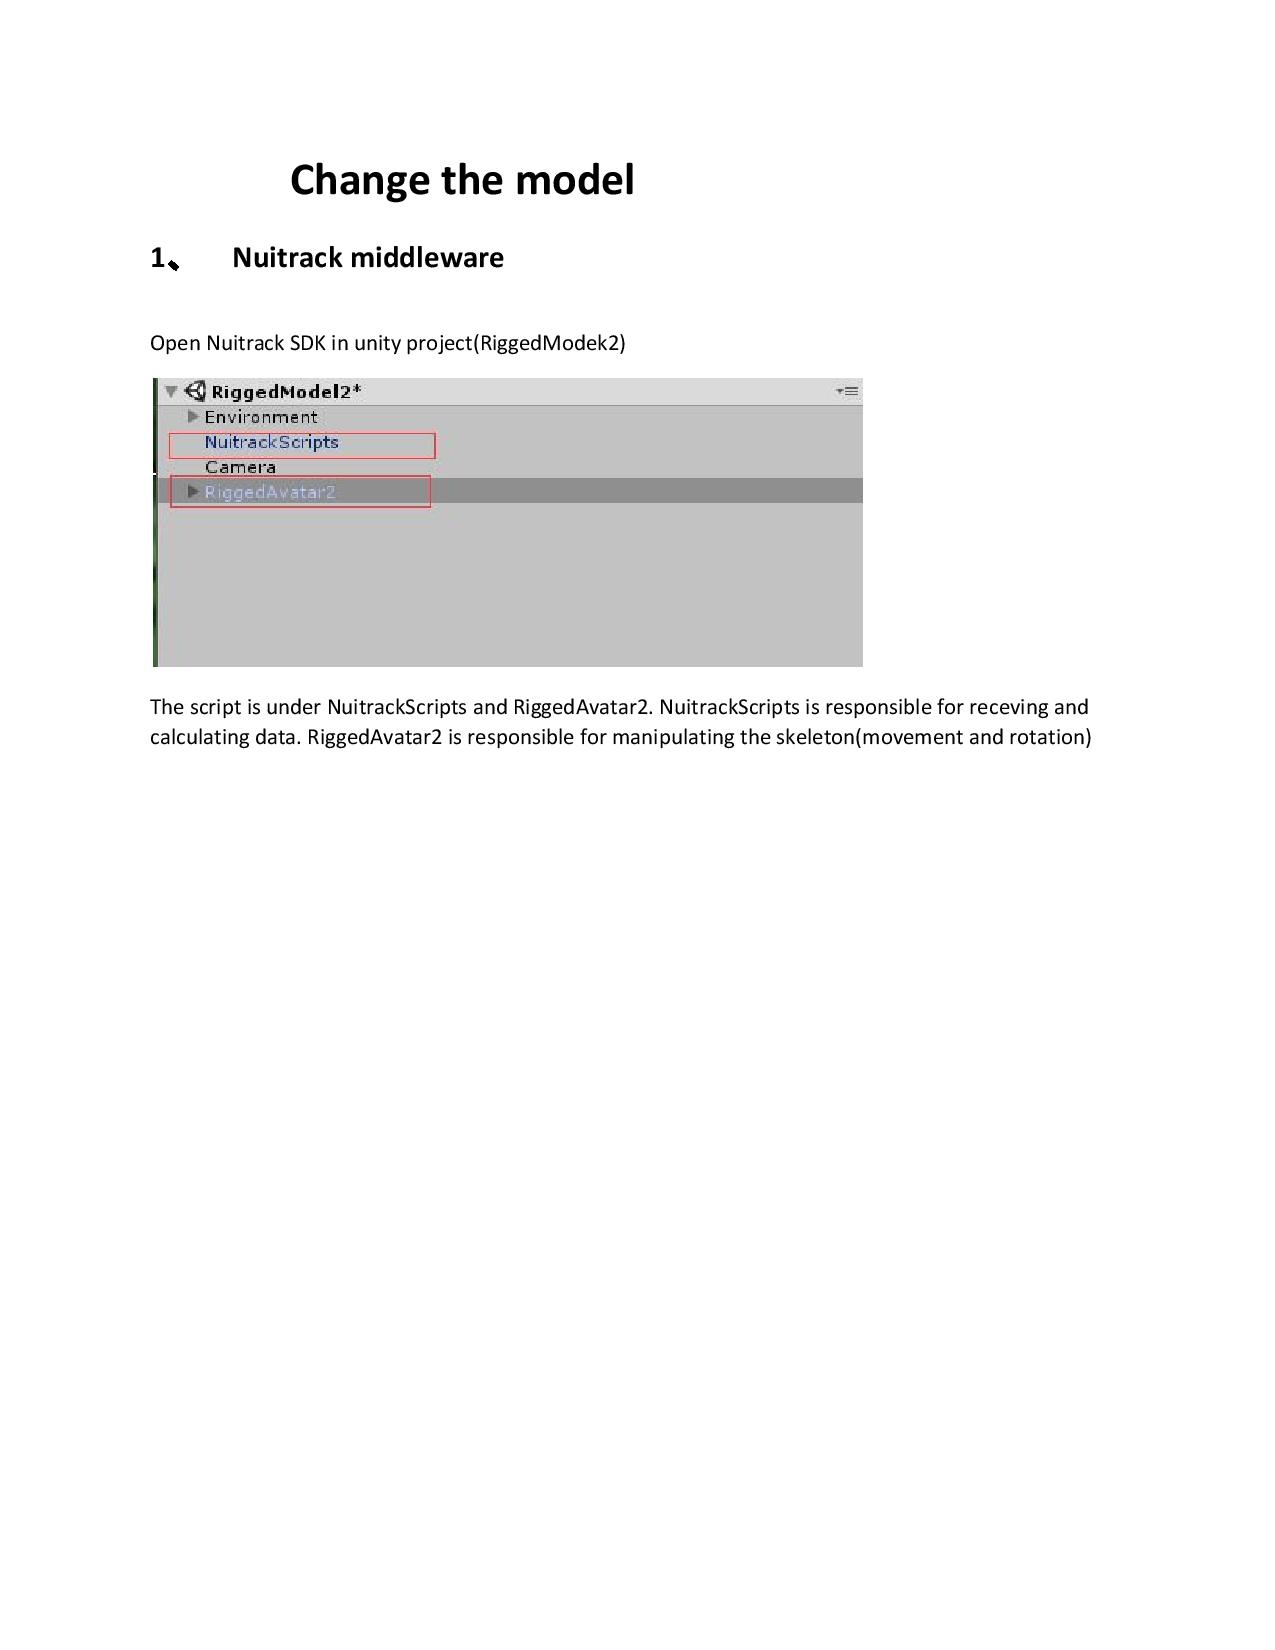 Change the model
1、 Nuitrack middleware
Open Nuitrack SDK in unity project(RiggedModek2)
RiggedModel2*
Environment
NuitrackScripts
Camera
RiggedAvatar2
The script is under NuitrackScripts and RiggedAvatar2. NuitrackScripts is responsible for receving and
calculating data. RiggedAvatar2 is responsible for manipulating the skeleton(movement and rotation)